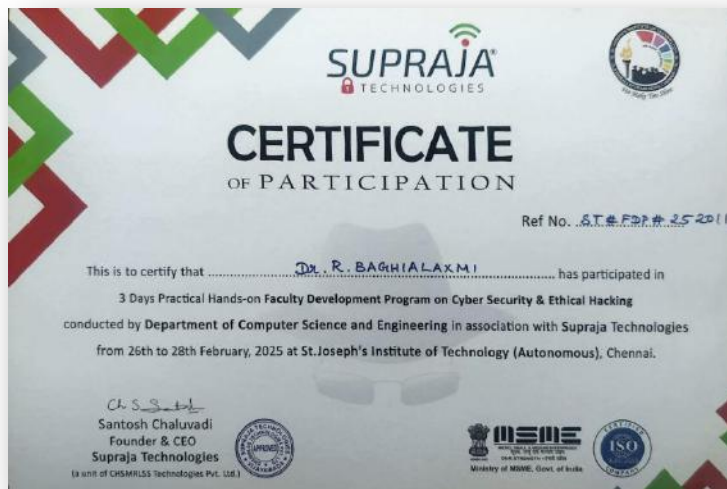 SUPRAJA®
TECHNOLOGIES
CERTIFICATE
OF PARTICIPATION
Ref No. ST#FDP#25201
This is to certify that Dr. R. BAGHIALAXMI has participated in
3 Days Practical Hands-on Faculty Development Program on Cyber Security & Ethical Hacking
conducted by Department of Computer Science and Engineering in association with Supraja Technologies
from 26th to 28th February, 2025 at St.Joseph's Institute of Technology (Autonomous), Chennai.
Santosh Chaluvadi
Founder & CEO
Supraja Technologies
(a unit of CHSMRLSS Technologies Pvt. Ltd.)
APPROVED
MSME
Ministry of MSME, Govt. of India
CERTIFIED
ISO
COMPANY